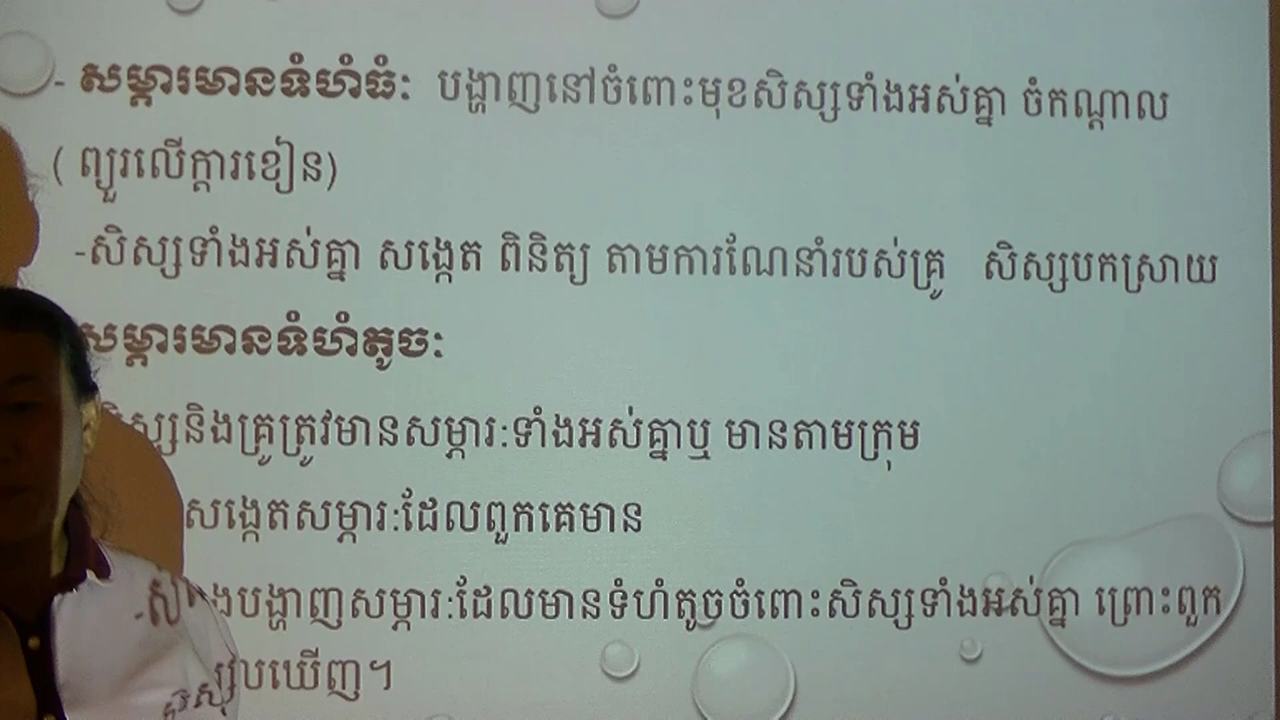 - សម្ភារមានទំហំធំៈ បង្ហាញនៅចំពោះមុខសិស្សទាំងអស់គ្នា ចំកណ្ដាល
( ព្យួរលើក្ដារខៀន)
-សិស្សទាំងអស់គ្នា សង្កេត ពិនិត្យ តាមការណែនាំរបស់គ្រូ សិស្សបកស្រាយ
សម្ភារមានទំហំតូចៈ
សិស្សនិងគ្រូត្រូវមានសម្ភារៈទាំងអស់គ្នាឬ មានតាមក្រុម
សង្កេតសម្ភារៈដែលពួកគេមាន
បង្ហាញសម្ភារៈដែលមានទំហំតូចចំពោះសិស្សទាំងអស់គ្នា ព្រោះពួក
ឃើញ។